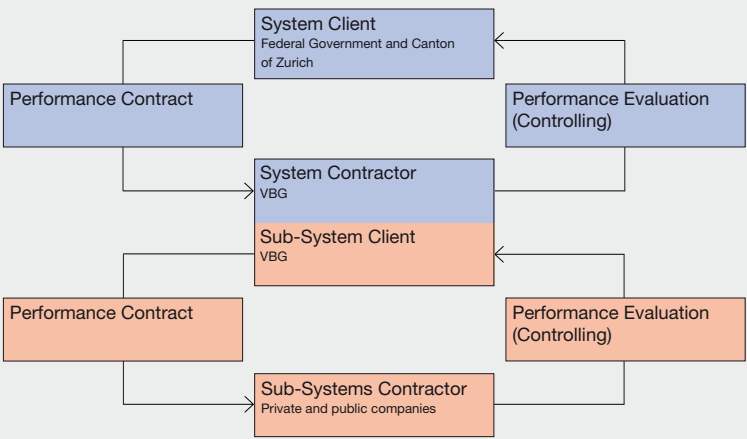 System Client
Federal Government and Canton
of Zurich
Performance Contract
Performance Evaluation
(Controlling)
System Contractor
VBG
Sub-System Client
VBG
Performance Contract
Performance Evaluation
(Controlling)
Sub-Systems Contractor
Private and public companies